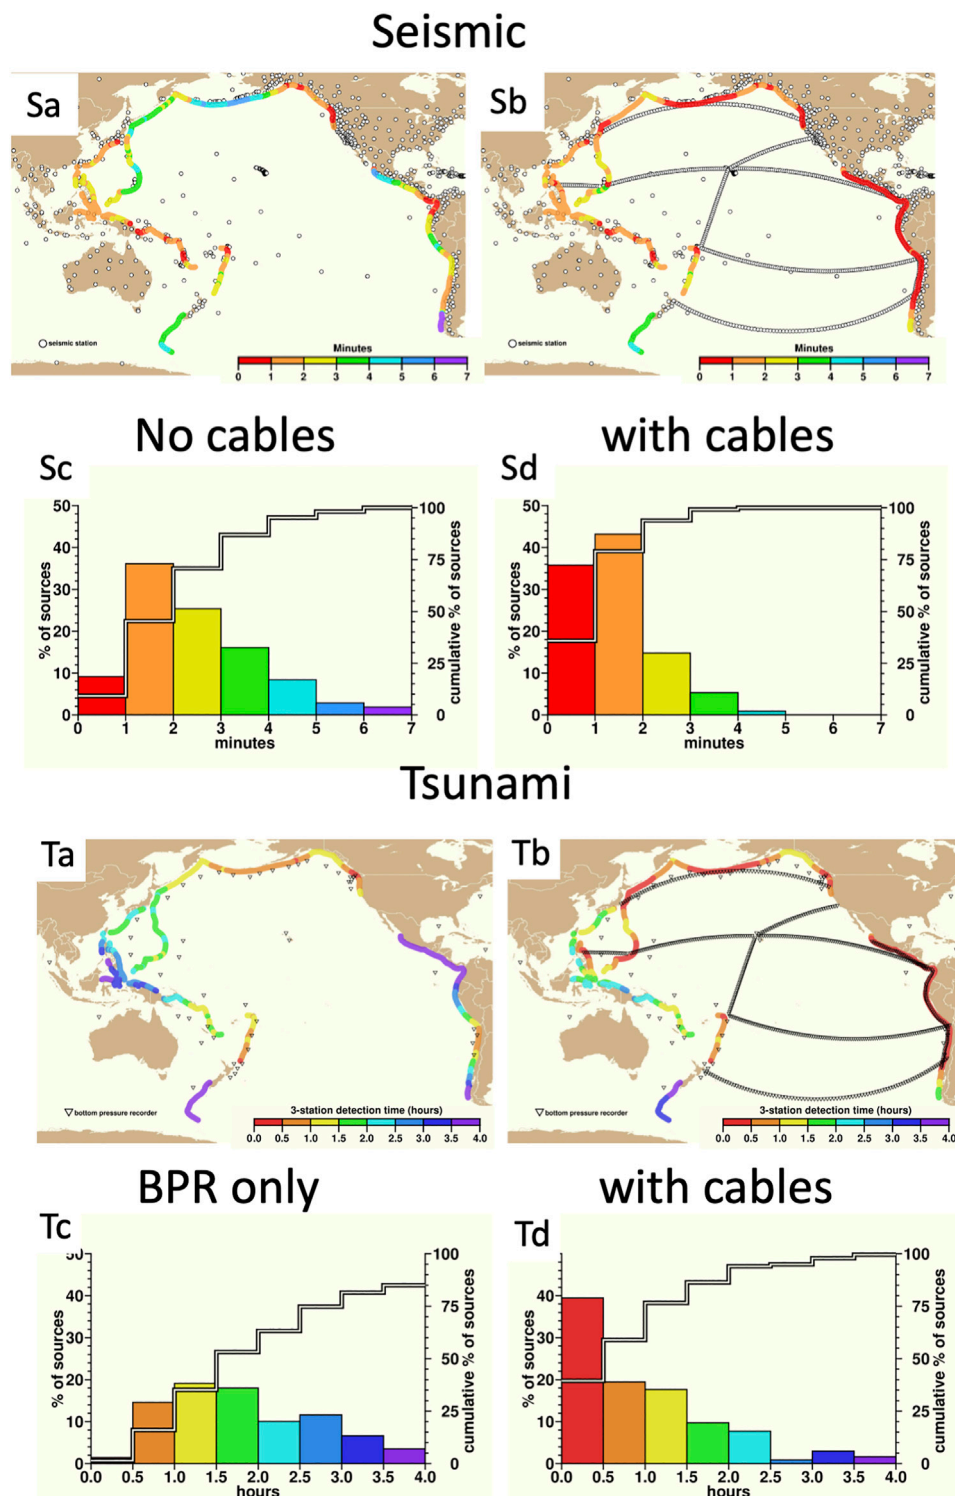 Seismic
Sa
Sb
seismic station
Minutes
0 1 2 3 4 5 6 7
seismic station
Minutes
0 1 2 3 4 5 6 7
No cables
with cables
Sc
Sd
50
40
30
20
10
0
% of sources
100
75
50
25
0
cumulative % of sources
0 1 2 3 4 5 6 7
minutes
50
40
30
20
10
0
% of sources
100
75
50
25
0
cumulative % of sources
0 1 2 3 4 5 6 7
minutes
Tsunami
Ta
Tb
bottom pressure recorder
3-station detection time (hours)
0.0 0.5 1.0 1.5 2.0 2.5 3.0 3.5 4.0
bottom pressure recorder
3-station detection time (hours)
0.0 0.5 1.0 1.5 2.0 2.5 3.0 3.5 4.0
BPR only
with cables
Tc
Td
50
40
30
20
10
0
% of sources
100
75
50
25
0
cumulative % of sources
0.0 0.5 1.0 1.5 2.0 2.5 3.0 3.5 4.0
hours
40
30
20
10
0
% of sources
100
75
50
25
0
cumulative % of sources
0.0 0.5 1.0 1.5 2.0 2.5 3.0 3.5 4.0
hours